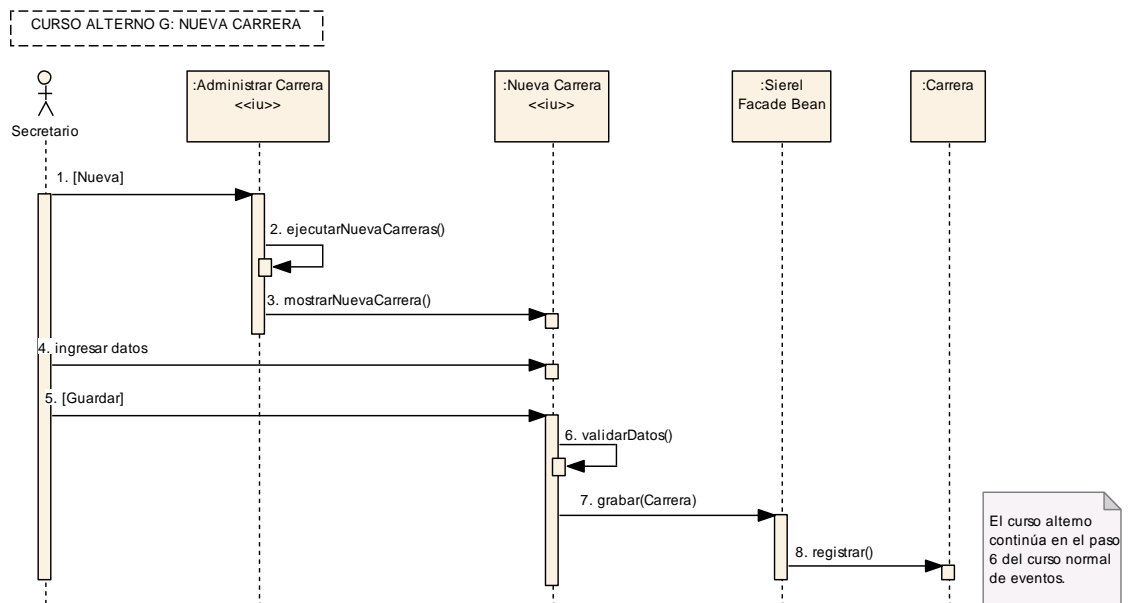 CURSO ALTERNO G: NUEVA CARRERA
Secretario
:Administrar Carrera
<<iu>>
:Nueva Carrera
<<iu>>
:Sierel
Facade Bean
:Carrera
1. [Nueva]
2. ejecutarNuevaCarreras()
3. mostrarNuevaCarrera()
4. ingresar datos
5. [Guardar]
6. validarDatos()
7. grabar(Carrera)
8. registrar()
El curso alterno
continúa en el paso
6 del curso normal
de eventos.